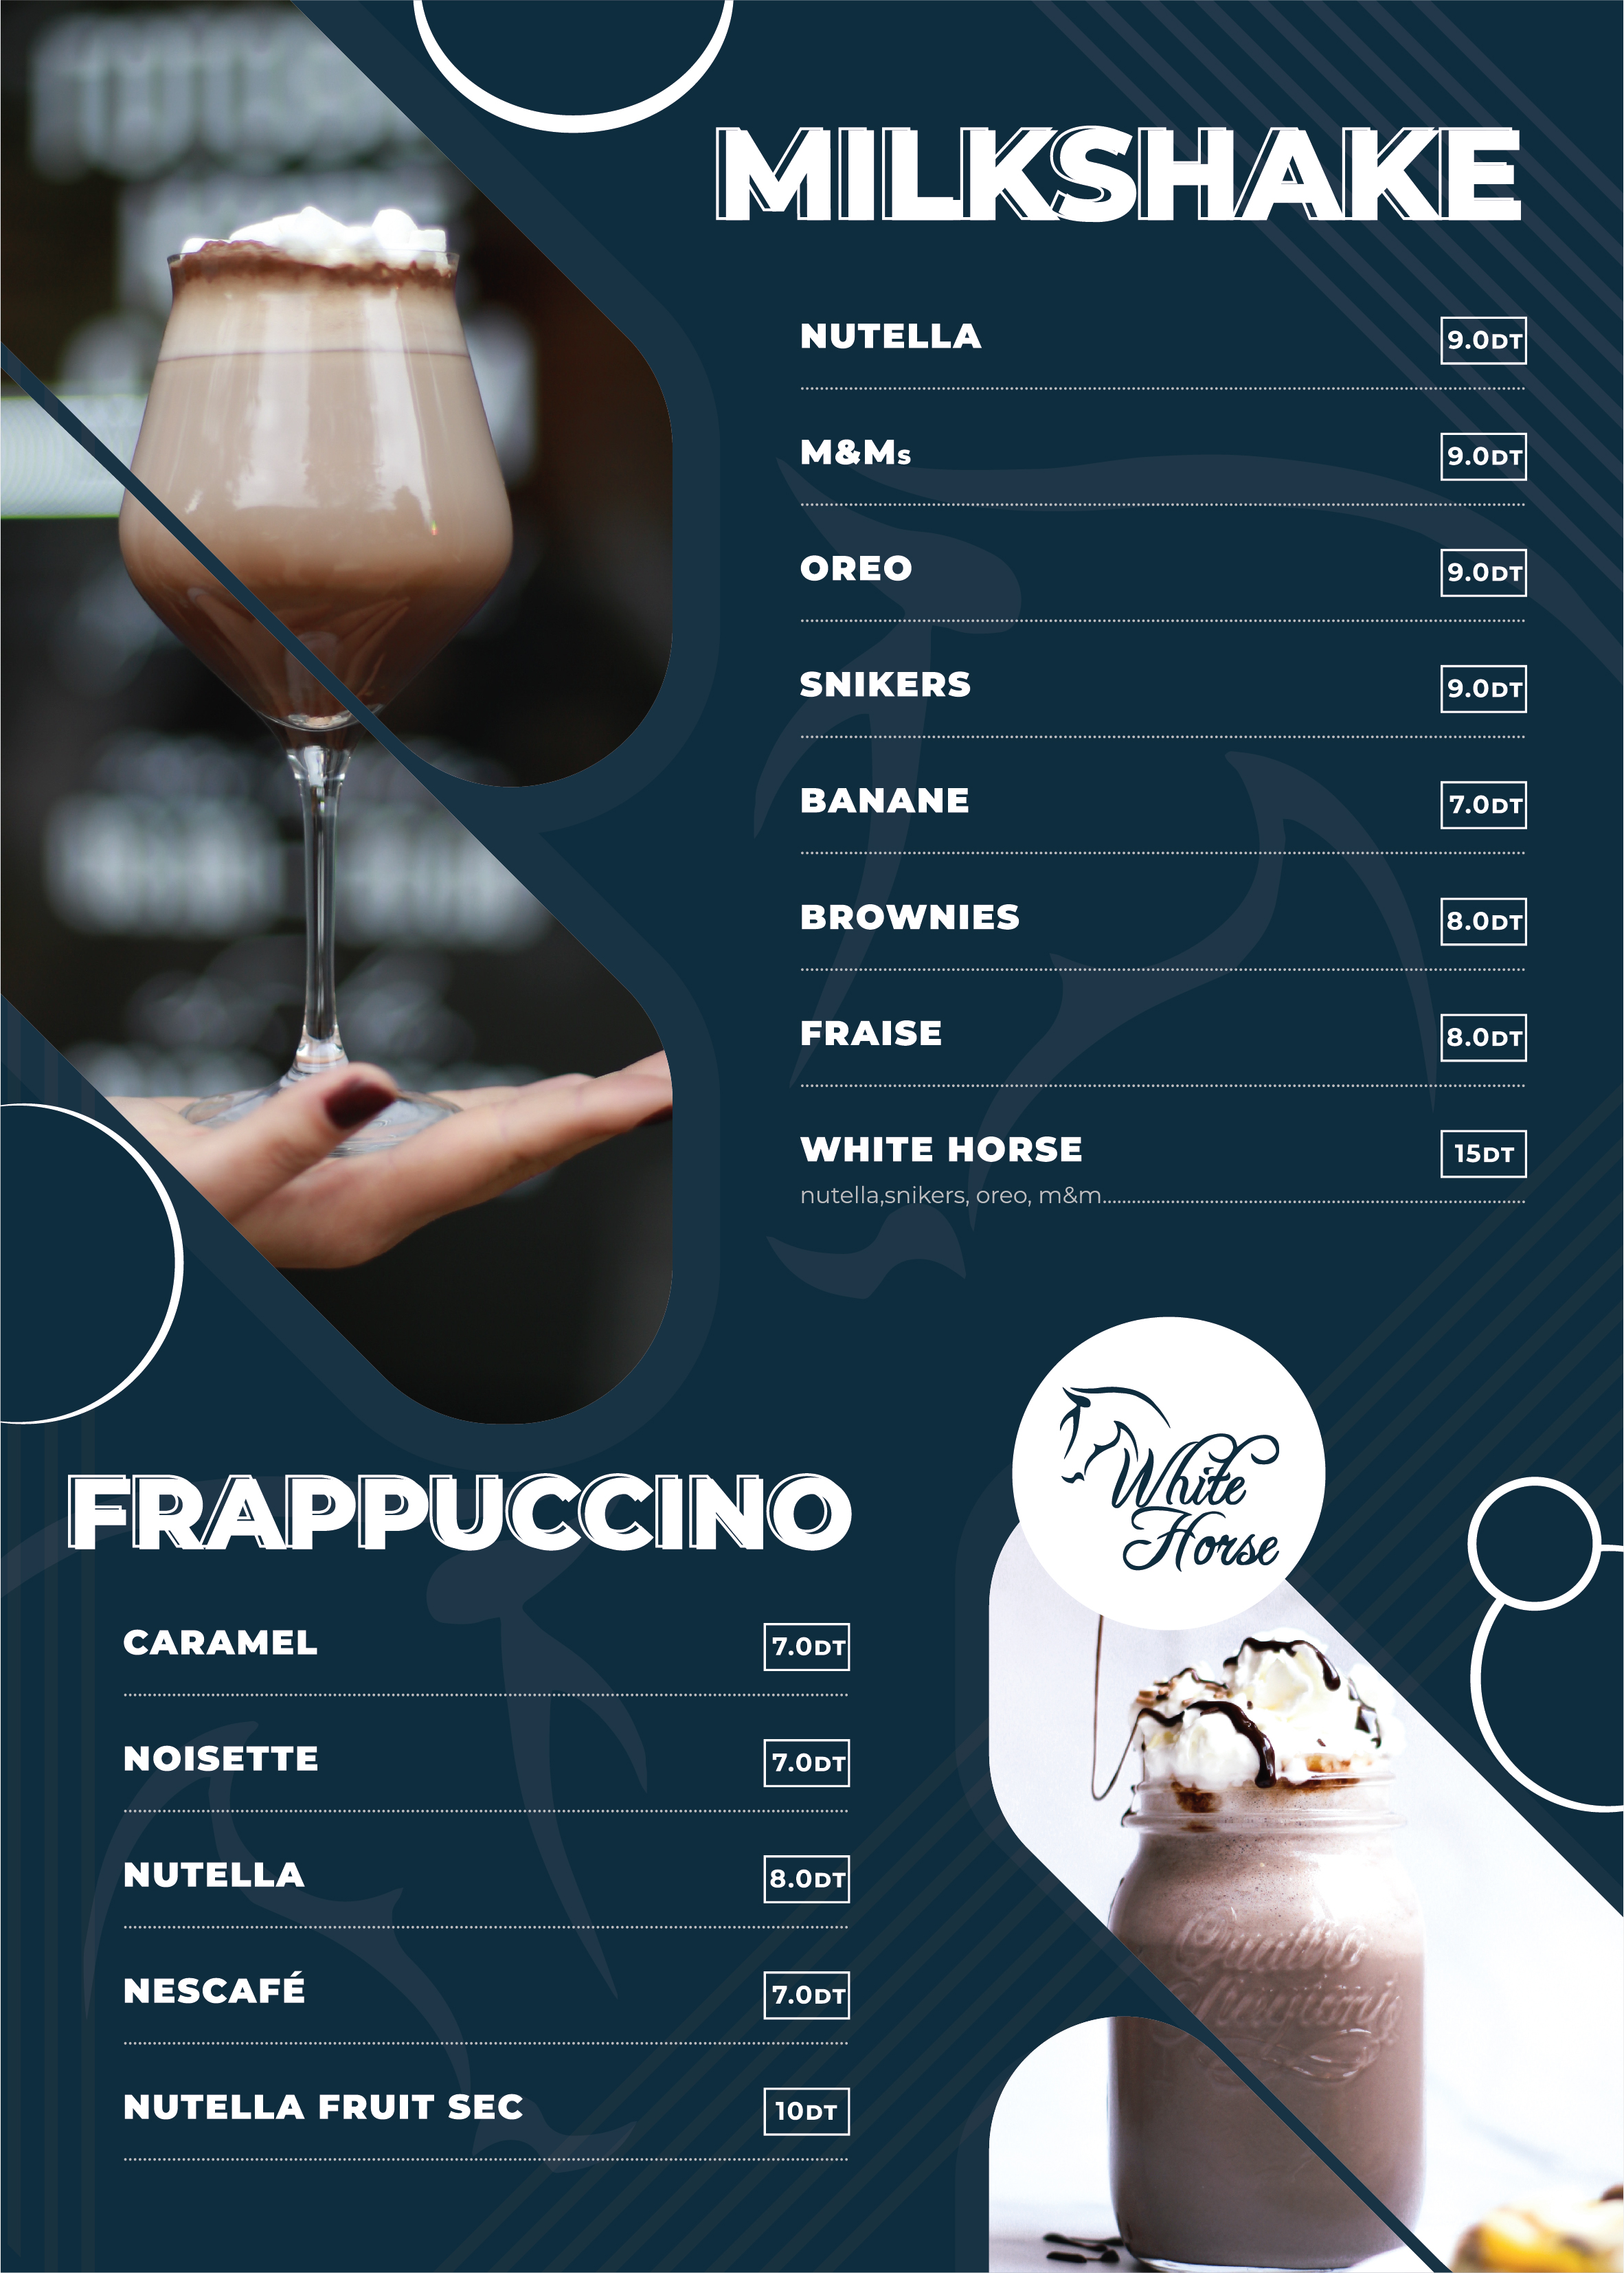 MILKSHAKE
NUTELLA 9.0DT
M&Ms 9.0DT
OREO 9.0DT
SNIKERS 9.0DT
BANANE 7.0DT
BROWNIES 8.0DT
FRAISE 8.0DT
WHITE HORSE 15DT
nutella,snikers, oreo, m&m
White
Horse
FRAPPUCCINO
CARAMEL 7.0DT
NOISETTE 7.0DT
NUTELLA 8.0DT
NESCAFÉ 7.0DT
NUTELLA FRUIT SEC 10DT